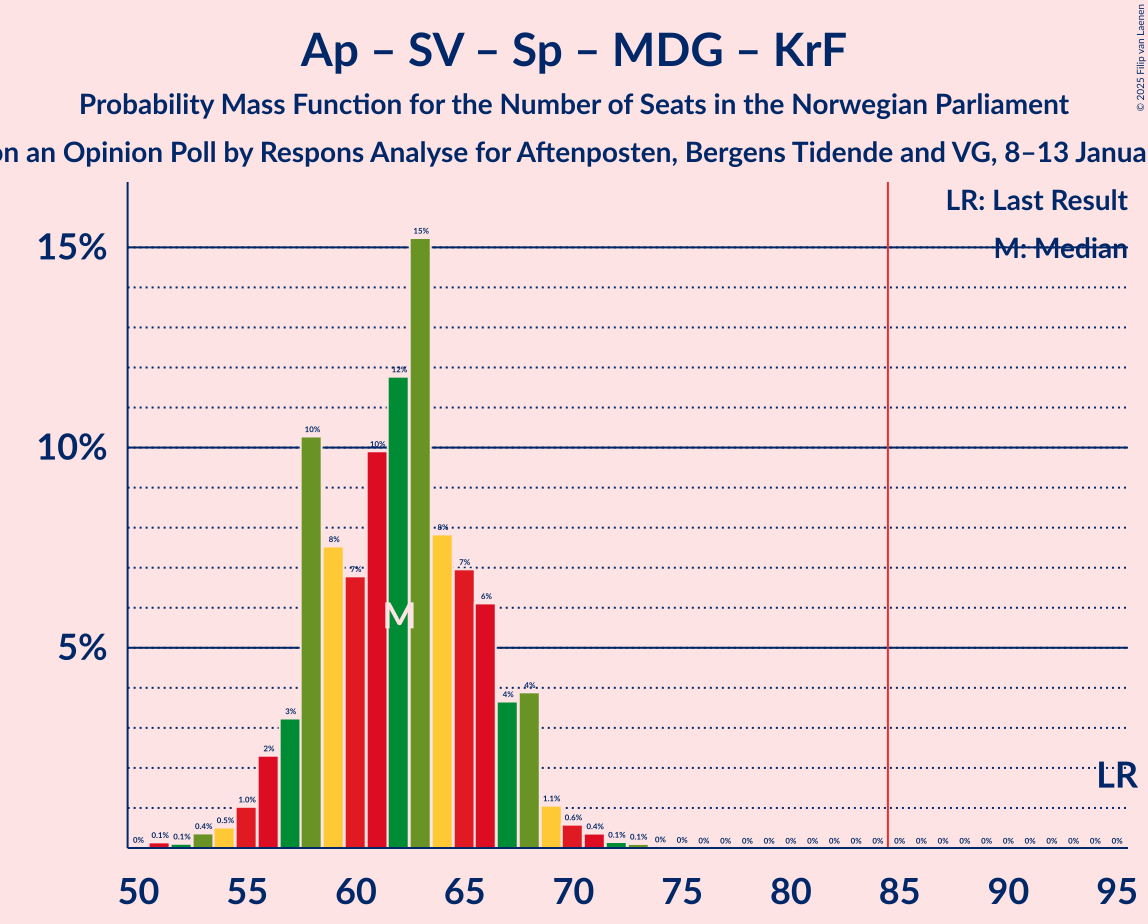 Ap – SV – Sp – MDG – KrF
Probability Mass Function for the Number of Seats in the Norwegian Parliament
on an Opinion Poll by Respons Analyse for Aftenposten, Bergens Tidende and VG, 8–13 Janua
© 2025 Filip van Laenen
LR: Last Result
M: Median
15%
10%
5%
0% 0.1% 0.1% 0.4% 0.5% 1.0% 2% 3% 10% 8% 7% 10% 12% 15% 8% 7% 6% 4% 4% 1.1% 0.6% 0.4% 0.1% 0.1% 0% 0% 0% 0% 0% 0% 0% 0% 0% 0% 0% 0% 0% 0% 0% 0% 0% 0% 0% 0% 0% 0%
M
LR
50 55 60 65 70 75 80 85 90 95